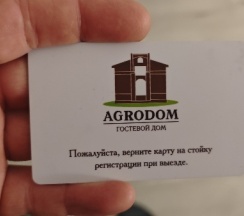 AGRODOM
ГОСТЕВОЙ ДОМ
Пожалуйста, верните карту на стойку
регистрации при выезде.